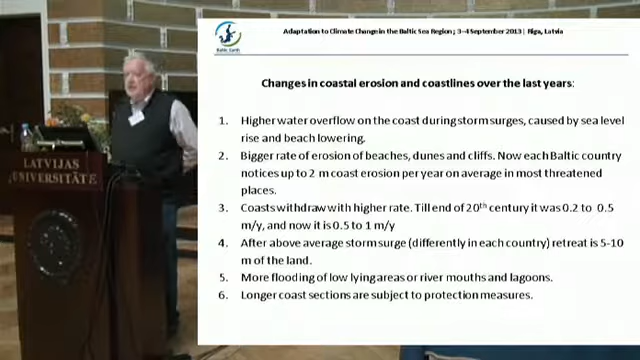 Adaptation to Climate Change in the Baltic Sea Region; 3–4 September 2013 | Riga, Latvia
Baltic Earth
Changes in coastal erosion and coastlines over the last years:
1. Higher water overflow on the coast during storm surges, caused by sea level
rise and beach lowering.
2. Bigger rate of erosion of beaches, dunes and cliffs. Now each Baltic country
notices up to 2 m coast erosion per year on average in most threatened
places.
3. Coasts withdraw with higher rate. Till end of 20th century it was 0.2 to 0.5
m/y, and now it is 0.5 to 1 m/y
4. After above average storm surge (differently in each country) retreat is 5-10
m of the land.
5. More flooding of low lying areas or river mouths and lagoons.
6. Longer coast sections are subject to protection measures.
LATVIJAS
UNIVERSITĀTE